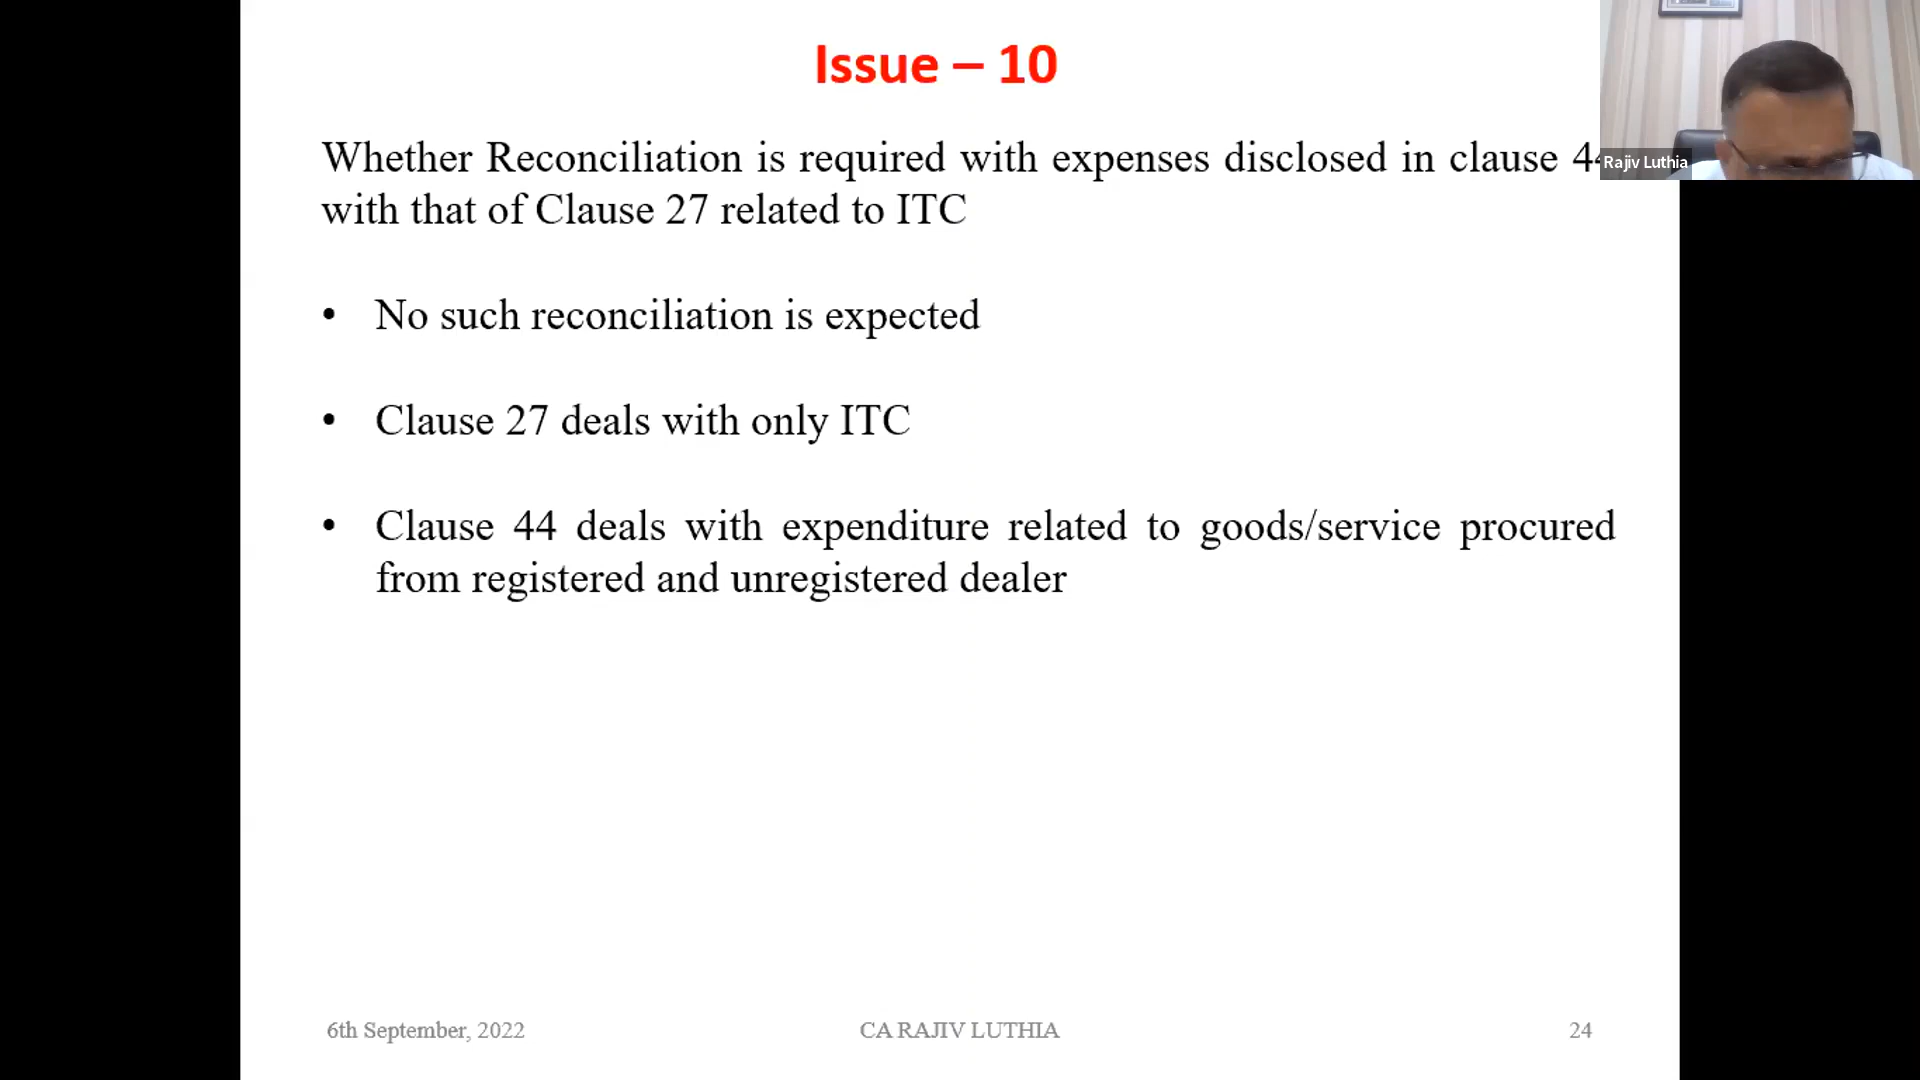 Issue – 10
Whether Reconciliation is required with expenses disclosed in clause
with that of Clause 27 related to ITC
• No such reconciliation is expected
• Clause 27 deals with only ITC
• Clause 44 deals with expenditure related to goods/service procured
from registered and unregistered dealer
Rajiv Luthia
6th September, 2022
CA RAJIV LUTHIA
24